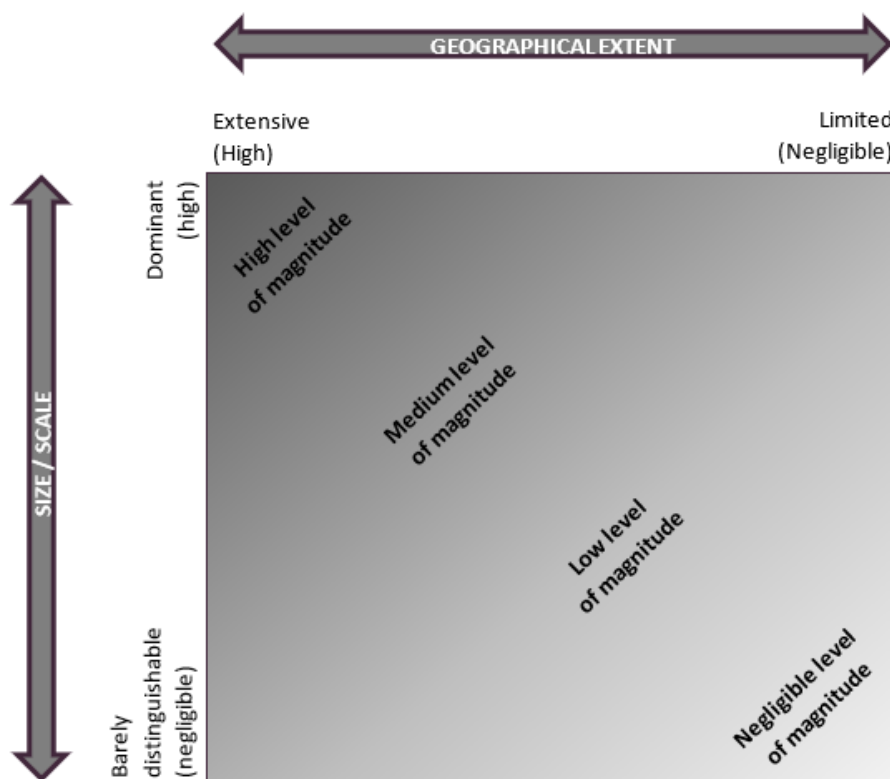 GEOGRAPHICAL EXTENT
Extensive
(High)
Limited
(Negligible)
SIZE / SCALE
Dominant
(high)
High level
of magnitude
Medium level
of magnitude
Low level
of magnitude
Negligible level
of magnitude
Barely
distinguishable
(negligible)